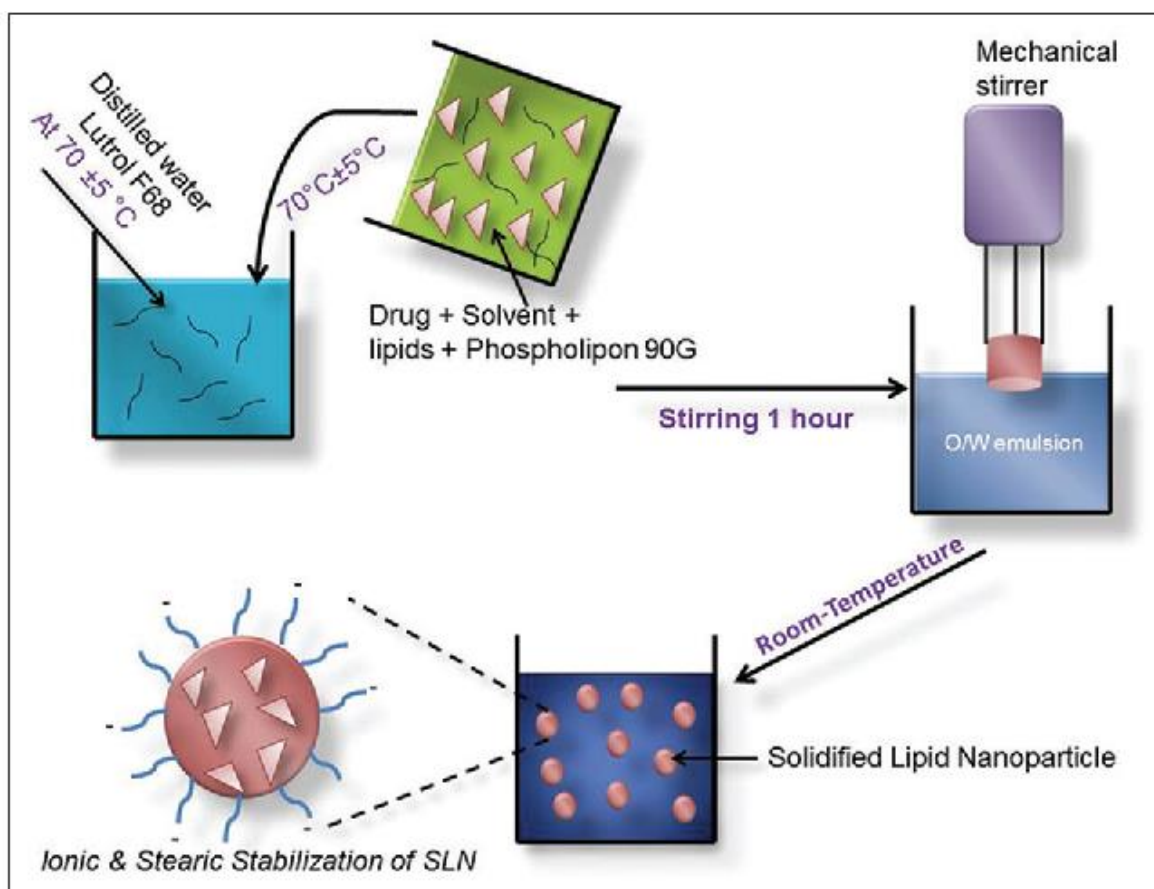 Distilled water
Lutrol F68
At 70 ±5 °C
70°C±5°C
Drug + Solvent +
lipids + Phospholipon 90G
Mechanical
stirrer
Stirring 1 hour
O/W emulsion
Room-Temperature
Solidified Lipid Nanoparticle
Ionic & Stearic Stabilization of SLN